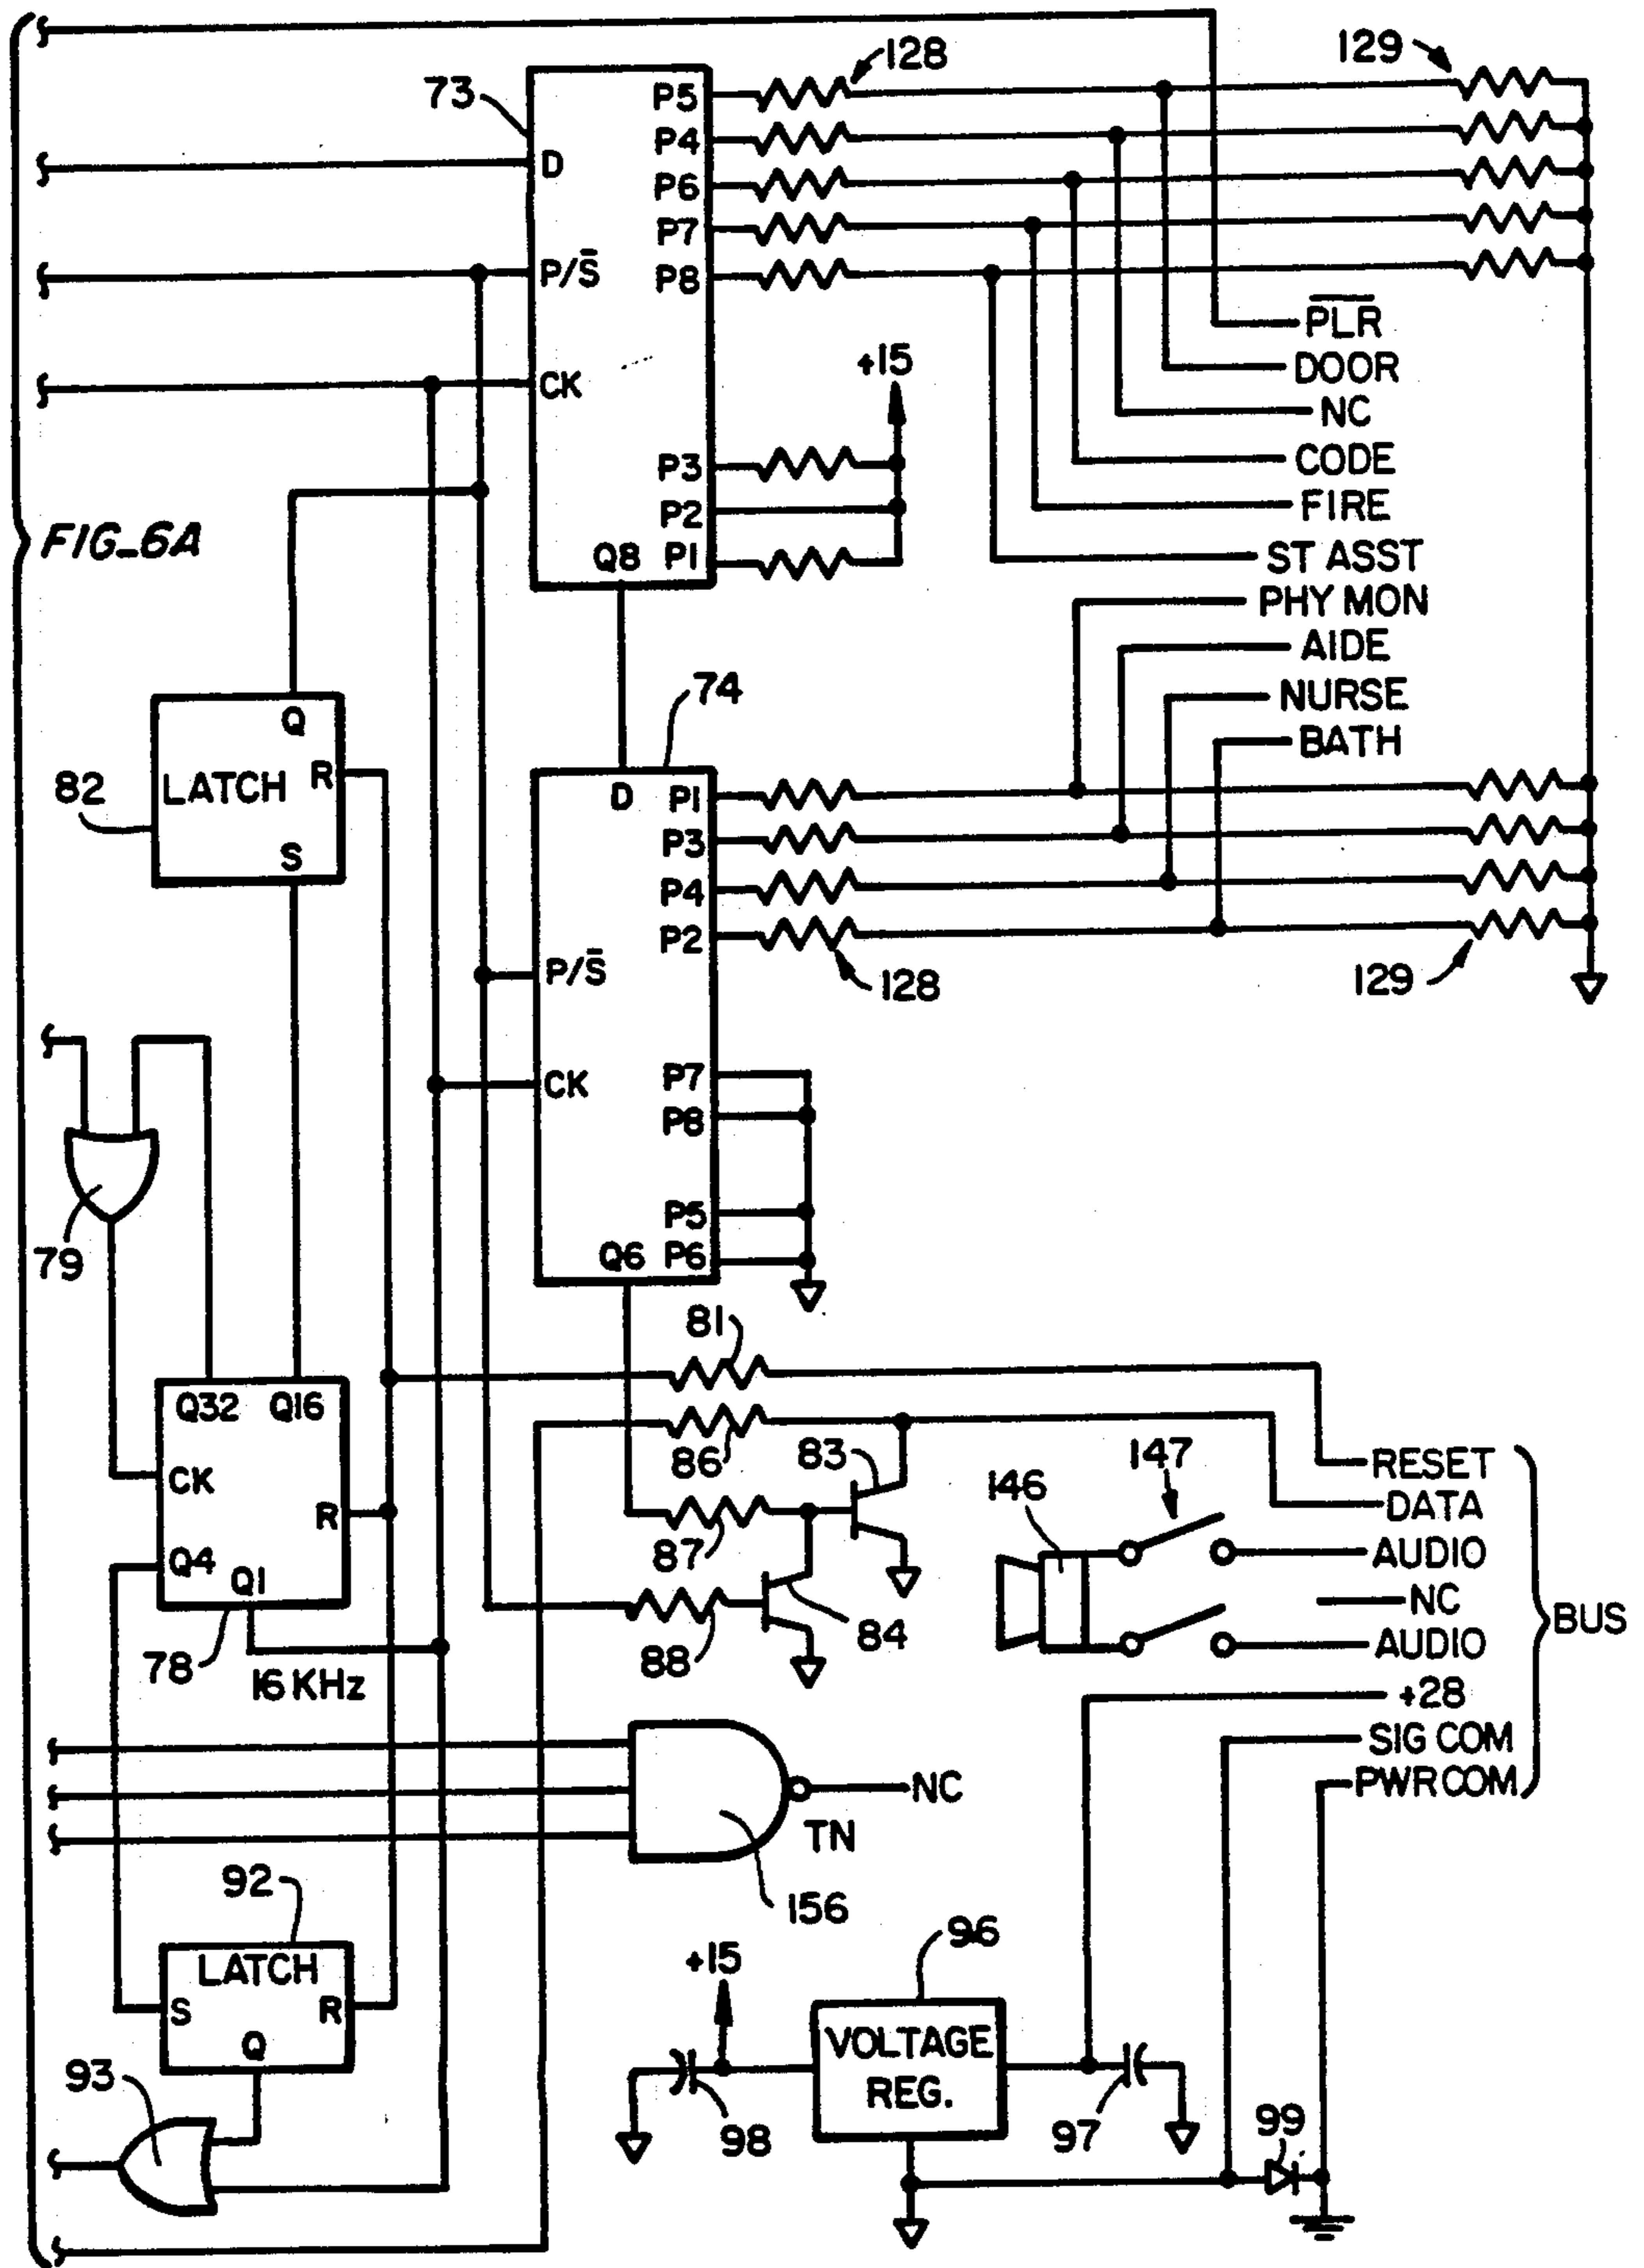 128
129
73
P5
P4
D
P6
P7
P/S̄
P8
P̅L̅R̅
+15
DOOR
CK
NC
P3
CODE
P2
FIRE
FIG_6A
Q8 P1
ST ASST
PHY MON
AIDE
74
NURSE
Q
BATH
82
LATCH R
D P1
S
P3
P4
P2
P/S̄
128
129
CK
P7
P8
79
P5
Q6 P6
81
Q32 Q16
86
83
147
RESET
CK
146
DATA
R
87
AUDIO
Q4
Q1
NC
BUS
84
78
88
AUDIO
16 KHz
+28
SIG COM
NC
PWR COM
TN
92
156
96
LATCH
+15
S R
VOLTAGE
REG.
Q
93
98
97
99